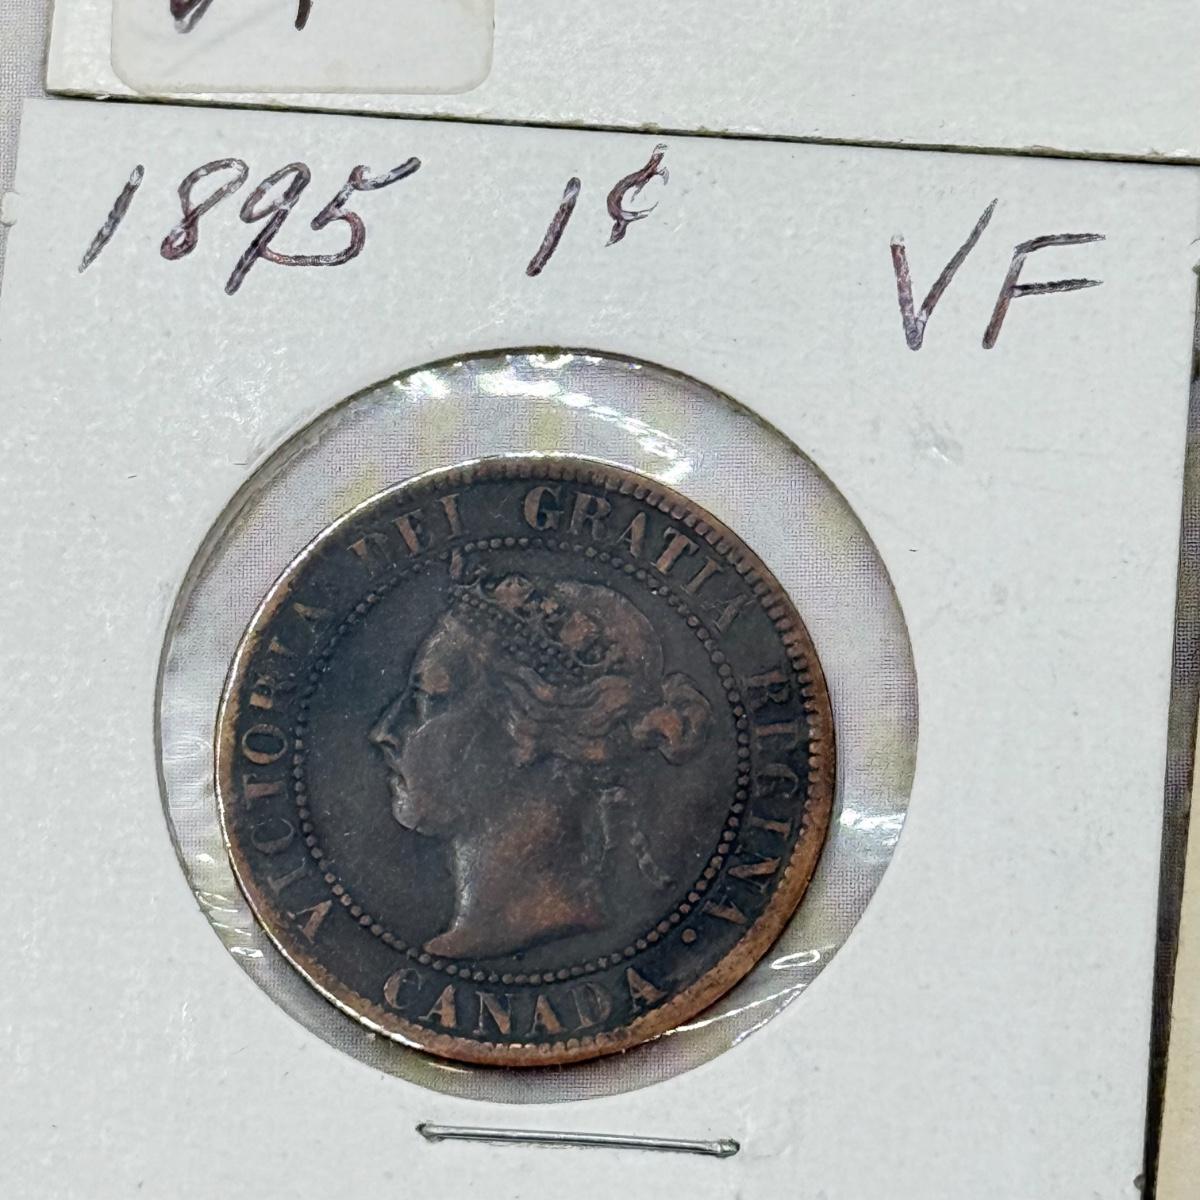 1895 1¢ VF
VICTORIA DEI GRATIA REGINA.
CANADA